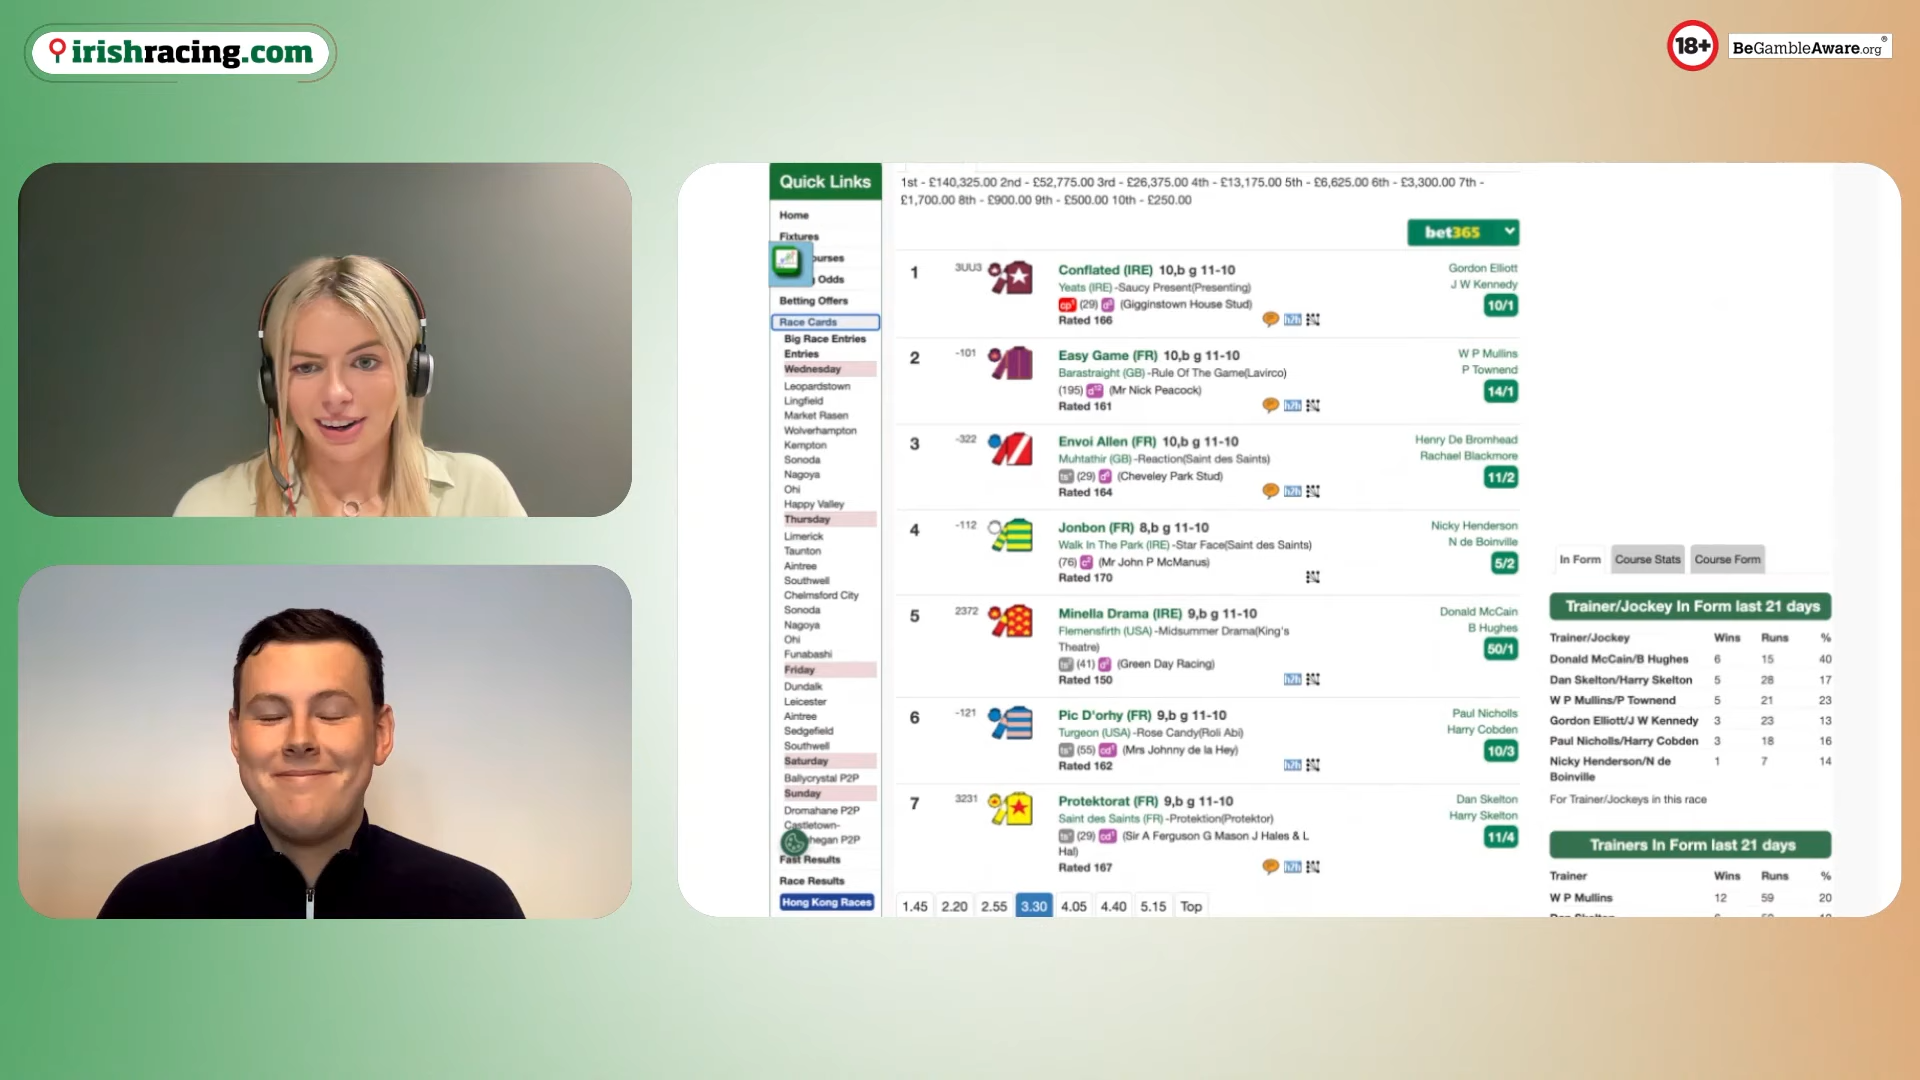 irishracing.com
18+
BeGambleAware.org®
Quick Links
Home
Fixtures
ourses
Odds
Betting Offers
Race Cards
Big Race Entries
Entries
Wednesday
Leopardstown
Lingfield
Market Rasen
Wolverhampton
Kempton
Sonoda
Nagoya
Ohi
Happy Valley
Thursday
Limerick
Taunton
Aintree
Southwell
Chelmsford City
Sonoda
Nagoya
Ohi
Funabashi
Friday
Dundalk
Leicester
Aintree
Sedgefield
Southwell
Saturday
Ballycrystal P2P
Sunday
Dromahane P2P
Castletown-
hegan P2P
Fast Results
Race Results
Hong Kong Races
1st - £140,325.00 2nd - £52,775.00 3rd - £26,375.00 4th - £13,175.00 5th - £6,625.00 6th - £3,300.00 7th -
£1,700.00 8th - £900.00 9th - £500.00 10th - £250.00
bet365
1 3UU3 Conflated (IRE) 10,b g 11-10 Gordon Elliott
Yeats (IRE) -Saucy Present(Presenting) J W Kennedy
cp¹ (29) d³ (Gigginstown House Stud) 10/1
Rated 166 h2h
2 -101 Easy Game (FR) 10,b g 11-10 W P Mullins
Barastraight (GB) -Rule Of The Game(Lavirco) P Townend
(195) d¹² (Mr Nick Peacock) 14/1
Rated 161 h2h
3 -322 Envoi Allen (FR) 10,b g 11-10 Henry De Bromhead
Muhtathir (GB) -Reaction(Saint des Saints) Rachael Blackmore
(29) (Cheveley Park Stud) 11/2
Rated 164 h2h
4 -112 Jonbon (FR) 8,b g 11-10 Nicky Henderson
Walk In The Park (IRE) -Star Face(Saint des Saints) N de Boinville
(76) (Mr John P McManus) 5/2
Rated 170
5 2372 Minella Drama (IRE) 9,b g 11-10 Donald McCain
Flemensfirth (USA) -Midsummer Drama(King's B Hughes
Theatre) 50/1
(41) (Green Day Racing)
Rated 150 h2h
6 -121 Pic D'orhy (FR) 9,b g 11-10 Paul Nicholls
Turgeon (USA) -Rose Candy(Roli Abi) Harry Cobden
(55) (Mrs Johnny de la Hey) 10/3
Rated 162 h2h
7 3231 Protektorat (FR) 9,b g 11-10 Dan Skelton
Saint des Saints (FR) -Protektion(Protektor) Harry Skelton
(29) (Sir A Ferguson G Mason J Hales & L 11/4
Hal)
Rated 167 h2h
1.45 2.20 2.55 3.30 4.05 4.40 5.15 Top
In Form Course Stats Course Form
Trainer/Jockey In Form last 21 days
Trainer/Jockey Wins Runs %
Donald McCain/B Hughes 6 15 40
Dan Skelton/Harry Skelton 5 28 17
W P Mullins/P Townend 5 21 23
Gordon Elliott/J W Kennedy 3 23 13
Paul Nicholls/Harry Cobden 3 18 16
Nicky Henderson/N de 1 7 14
Boinville
For Trainer/Jockeys in this race
Trainers In Form last 21 days
Trainer Wins Runs %
W P Mullins 12 59 20